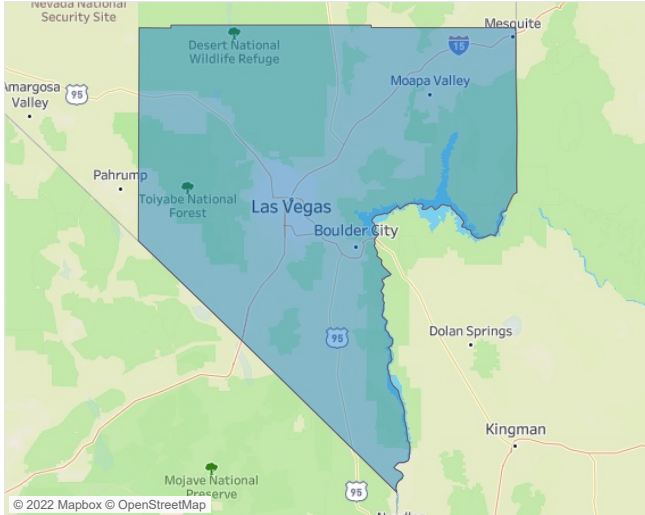 Nevada National
Security Site
Mesquite
Desert National
Wildlife Refuge
15
Moapa Valley
Amargosa
Valley
95
Pahrump
Toiyabe National
Forest
Las Vegas
Boulder City
95
Dolan Springs
Kingman
Mojave National
Preserve
95
© 2022 Mapbox © OpenStreetMap